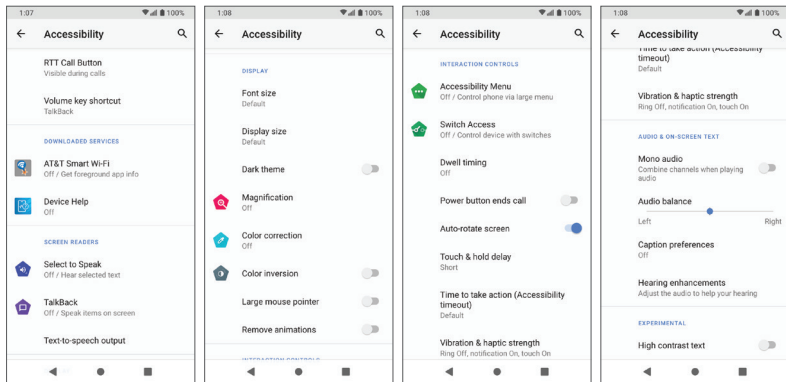 1:07
100%
Accessibility
RTT Call Button
Visible during calls
Volume key shortcut
TalkBack
DOWNLOADED SERVICES
AT&T Smart Wi-Fi
Off / Get foreground app info
Device Help
Off
SCREEN READERS
Select to Speak
Off / Hear selected text
TalkBack
Off / Speak items on screen
Text-to-speech output
1:08
100%
Accessibility
DISPLAY
Font size
Default
Display size
Default
Dark theme
Magnification
Off
Color correction
Off
Color inversion
Large mouse pointer
Remove animations
INTERACTION CONTROLS
1:08
100%
Accessibility
INTERACTION CONTROLS
Accessibility Menu
Off / Control phone via large menu
Switch Access
Off / Control device with switches
Dwell timing
Off
Power button ends call
Auto-rotate screen
Touch & hold delay
Short
Time to take action (Accessibility
timeout)
Default
Vibration & haptic strength
Ring Off, notification On, touch On
1:08
100%
Accessibility
Time to take action (Accessibility
timeout)
Default
Vibration & haptic strength
Ring Off, notification On, touch On
AUDIO & ON-SCREEN TEXT
Mono audio
Combine channels when playing
audio
Audio balance
Left Right
Caption preferences
Off
Hearing enhancements
Adjust the audio to help your hearing
EXPERIMENTAL
High contrast text